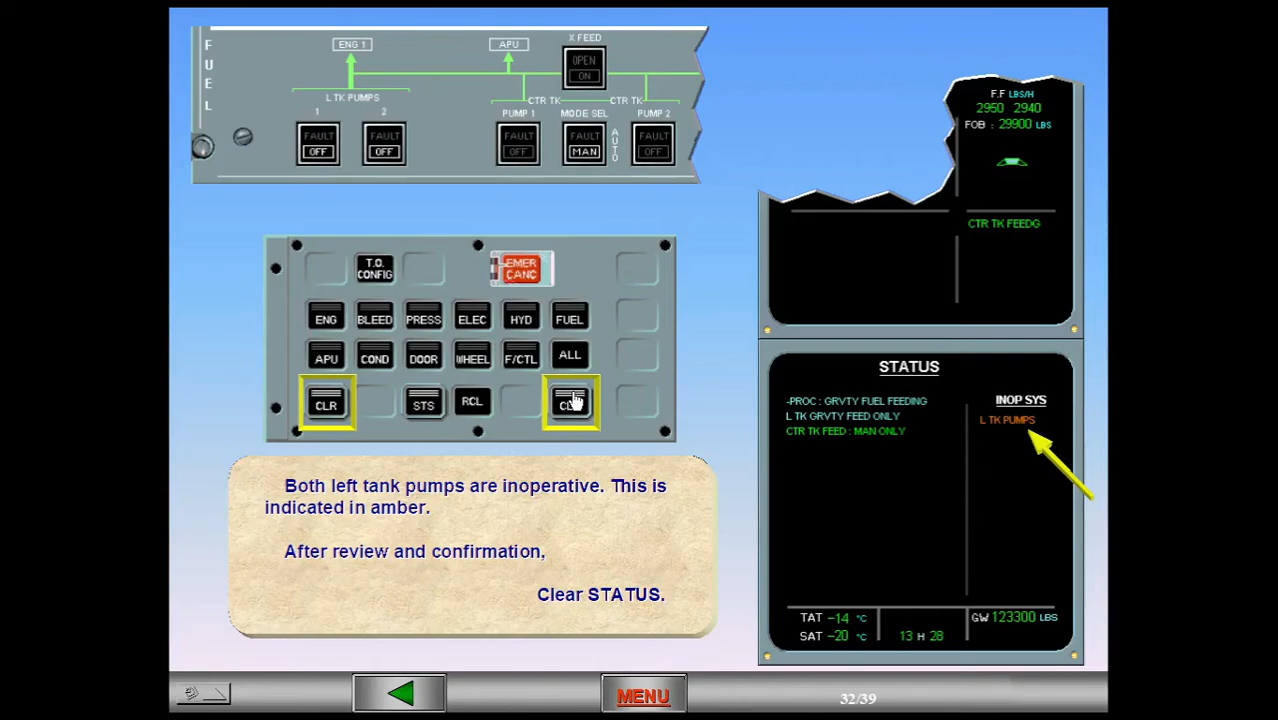 F
U
E
L
ENG 1
APU
X FEED
OPEN
ON
L TK PUMPS
1
2
FAULT
OFF
FAULT
OFF
CTR TK
CTR TK
PUMP 1
MODE SEL
PUMP 2
FAULT
OFF
FAULT
MAN
A
U
T
O
FAULT
OFF
F.F LBS/H
2950 2940
FOB : 29900 LBS
CTR TK FEEDG
T.O.
CONFIG
EMER
CANC
ENG BLEED PRESS ELEC HYD FUEL
APU COND DOOR WHEEL F/CTL ALL
CLR STS RCL
STATUS
-PROC : GRVTY FUEL FEEDING
L TK GRVTY FEED ONLY
CTR TK FEED : MAN ONLY
INOP SYS
L TK PUMPS
TAT -14 °C
SAT -20 °C
13 H 28
GW 123300 LBS
Both left tank pumps are inoperative. This is
indicated in amber.
After review and confirmation,
Clear STATUS.
MENU
32/39